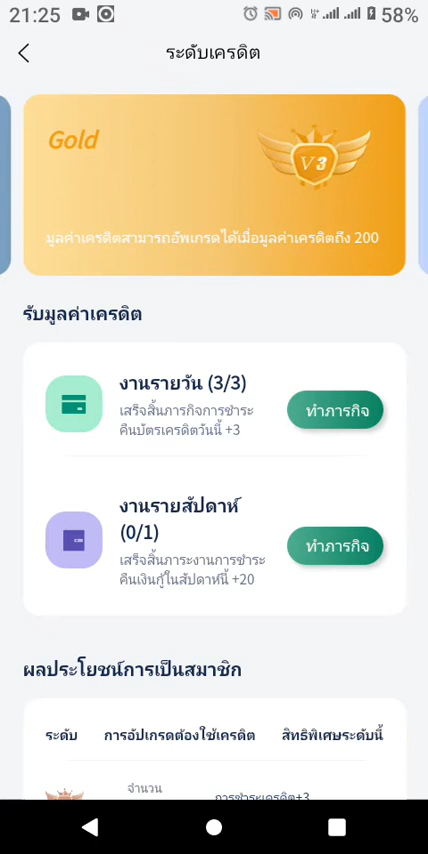 21:25
58%
ระดับเครดิต
Gold
V3
มูลค่าเครดิตสามารถอัพเกรดได้เมื่อมูลค่าเครดิตถึง 200
รับมูลค่าเครดิต
งานรายวัน (3/3)
เสร็จสิ้นภารกิจการชำระ
คืนบัตรเครดิตวันนี้ +3
ทำภารกิจ
งานรายสัปดาห์
(0/1)
เสร็จสิ้นภาระงานการชำระ
คืนเงินกู้ในสัปดาห์นี้ +20
ทำภารกิจ
ผลประโยชน์การเป็นสมาชิก
ระดับ การอัปเกรดต้องใช้เครดิต สิทธิพิเศษระดับนี้
จำนวน
การชำระเครดิต+3